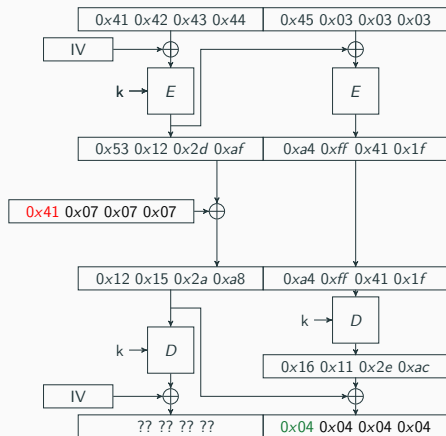 0x41 0x42 0x43 0x44 0x45 0x03 0x03 0x03
IV
k E E
0x53 0x12 0x2d 0xaf 0xa4 0xff 0x41 0x1f
0x41 0x07 0x07 0x07
0x12 0x15 0x2a 0xa8 0xa4 0xff 0x41 0x1f
k D
k D
0x16 0x11 0x2e 0xac
IV
?? ?? ?? ?? 0x04 0x04 0x04 0x04